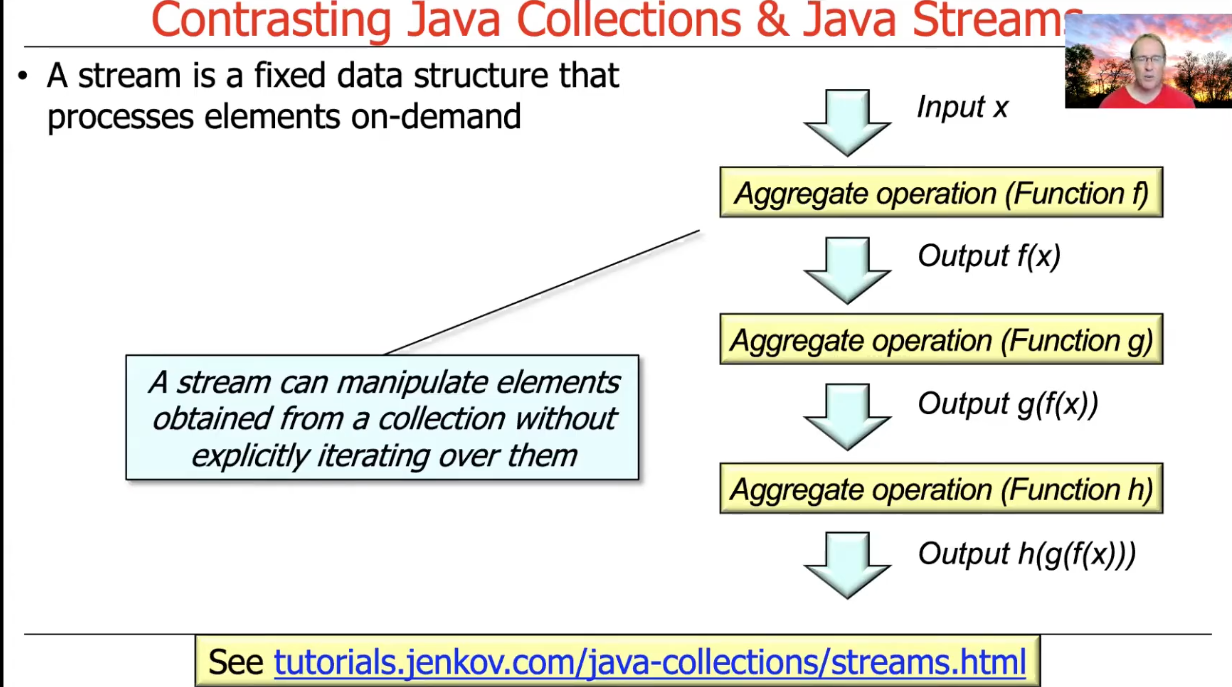 Contrasting Java Collections & Java Streams
• A stream is a fixed data structure that
processes elements on-demand
Input x
Aggregate operation (Function f)
Output f(x)
Aggregate operation (Function g)
Output g(f(x))
A stream can manipulate elements
obtained from a collection without
explicitly iterating over them
Aggregate operation (Function h)
Output h(g(f(x)))
See tutorials.jenkov.com/java-collections/streams.html